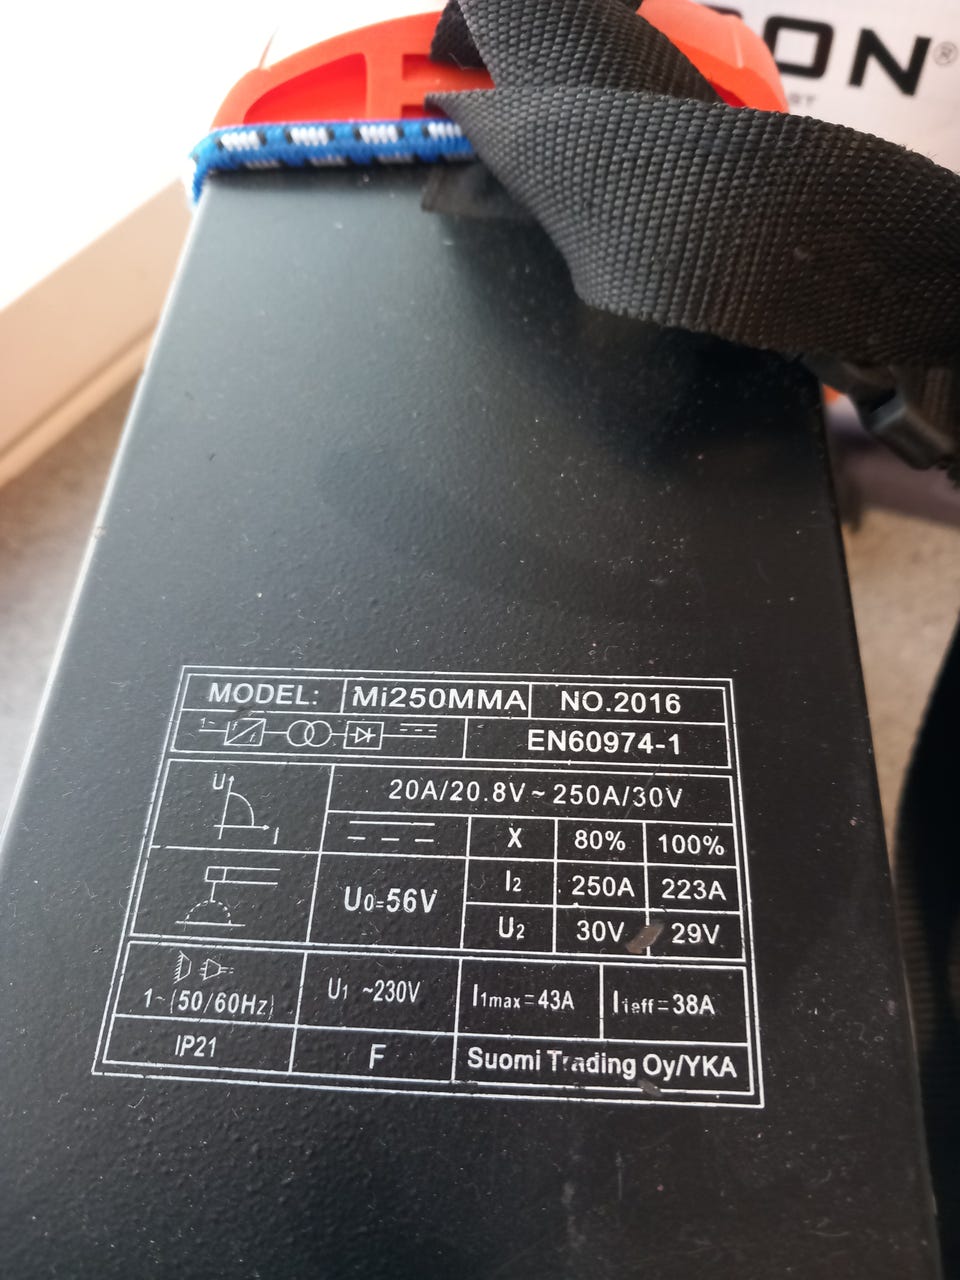 ON®
MODEL: Mi250MMA NO.2016
1~ EN60974-1
U I 20A/20.8V ~ 250A/30V
X 80% 100%
U0=56V I2 250A 223A
U2 30V 29V
1~(50/60Hz) U1 ~230V I1max=43A I1eff=38A
IP21 F Suomi Trading Oy/YKA